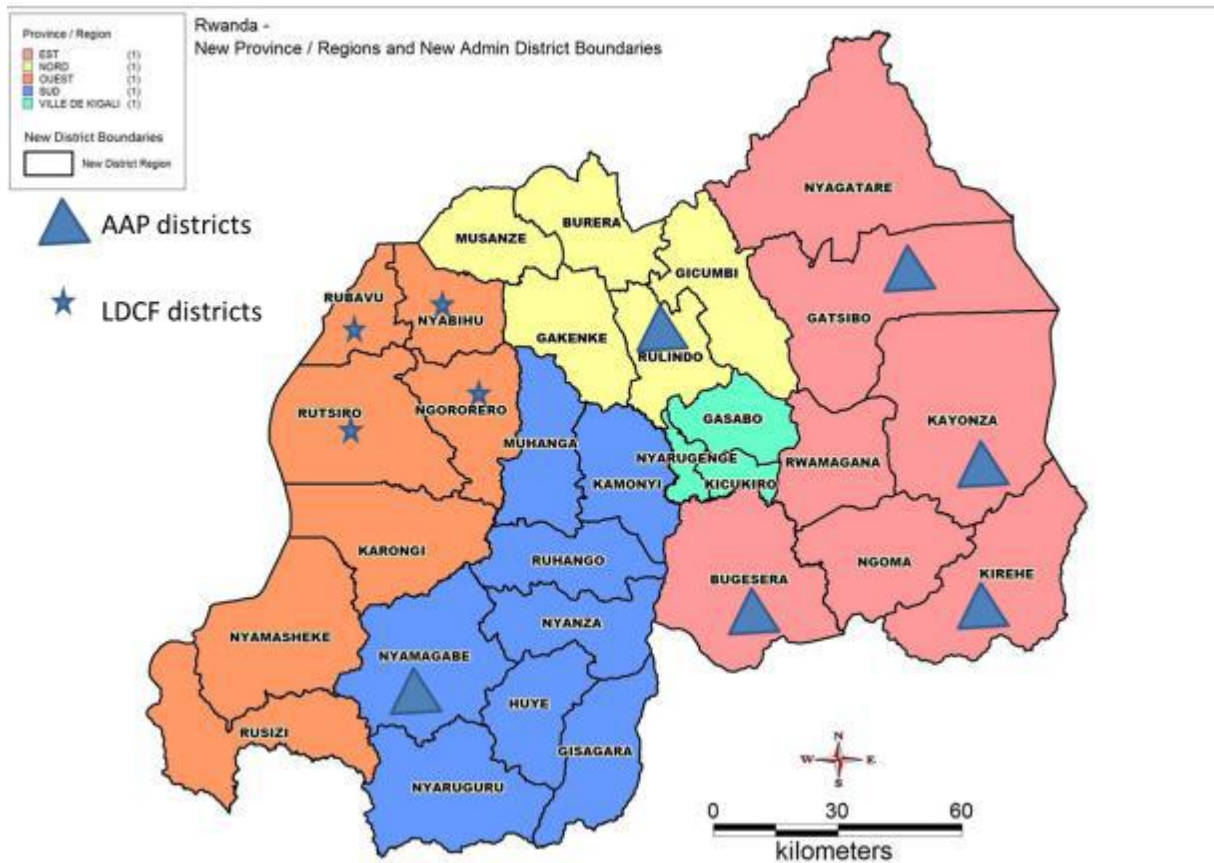 Province / Region
EST (1)
NORD (1)
OUEST (1)
SUD (1)
VILLE DE KIGALI (1)
New District Boundaries
New District Region
Rwanda -
New Province / Regions and New Admin District Boundaries
AAP districts
LDCF districts
NYAGATARE
BURERA
MUSANZE
GICUMBI
RUBAVU
NYABIHU
GATSIBO
GAKENKE
RULINDO
RUTSIRO
NGORORERO
GASABO
KAYONZA
MUHANGA
NYARUGENGE
RWAMAGANA
KAMONYI
KICUKIRO
KARONGI
RUHANGO
NGOMA
KIREHE
BUGESERA
NYANZA
NYAMASHEKE
NYAMAGABE
HUYE
RUSIZI
GISAGARA
NYARUGURU
N
W E
S
0 30 60
kilometers